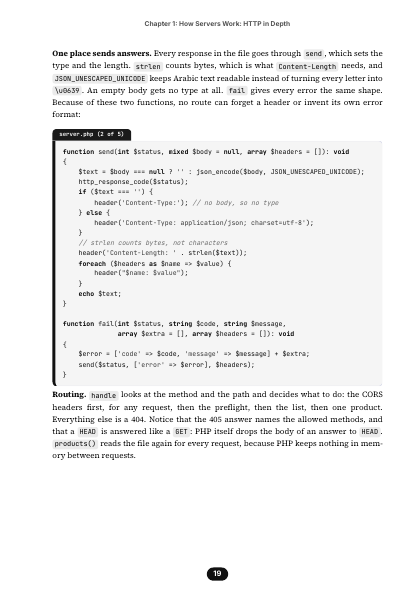 Chapter 1: How Servers Work: HTTP in Depth
One place sends answers. Every response in the file goes through send, which sets the
type and the length. strlen counts bytes, which is what Content-Length needs, and
JSON_UNESCAPED_UNICODE keeps Arabic text readable instead of turning every letter into
\u0639. An empty body gets no type at all. fail gives every error the same shape.
Because of these two functions, no route can forget a header or invent its own error
format:
server.php (2 of 5)
function send(int $status, mixed $body = null, array $headers = []): void
{
    $text = $body === null ? '' : json_encode($body, JSON_UNESCAPED_UNICODE);
    http_response_code($status);
    if ($text === '') {
        header('Content-Type:'); // no body, so no type
    } else {
        header('Content-Type: application/json; charset=utf-8');
    }
    // strlen counts bytes, not characters
    header('Content-Length: ' . strlen($text));
    foreach ($headers as $name => $value) {
        header("$name: $value");
    }
    echo $text;
}
function fail(int $status, string $code, string $message,
              array $extra = [], array $headers = []): void
{
    $error = ['code' => $code, 'message' => $message] + $extra;
    send($status, ['error' => $error], $headers);
}
Routing. handle looks at the method and the path and decides what to do: the CORS
headers first, for any request, then the preflight, then the list, then one product.
Everything else is a 404. Notice that the 405 answer names the allowed methods, and
that a HEAD is answered like a GET: PHP itself drops the body of an answer to HEAD.
products() reads the file again for every request, because PHP keeps nothing in mem-
ory between requests.
19